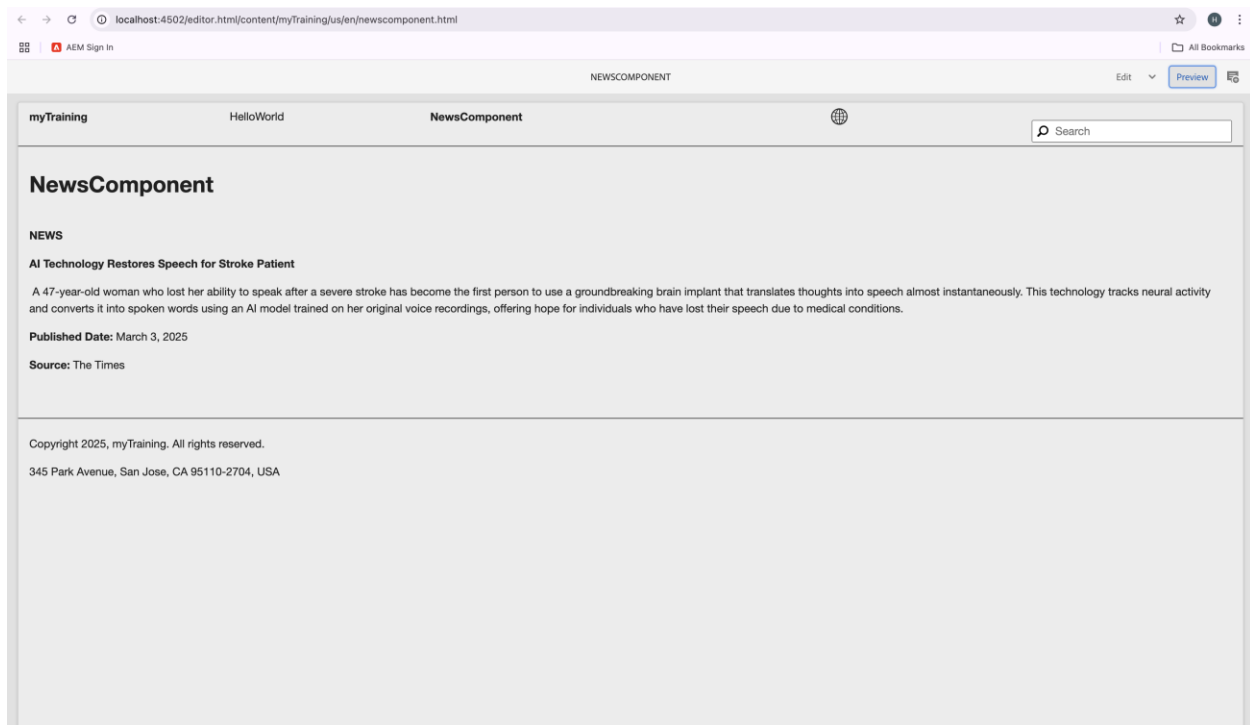 localhost:4502/editor.html/content/myTraining/us/en/newscomponent.html
H
AEM Sign In
All Bookmarks
NEWSCOMPONENT
Edit
Preview
myTraining
HelloWorld
NewsComponent
Search
NewsComponent
NEWS
AI Technology Restores Speech for Stroke Patient
A 47-year-old woman who lost her ability to speak after a severe stroke has become the first person to use a groundbreaking brain implant that translates thoughts into speech almost instantaneously. This technology tracks neural activity
and converts it into spoken words using an AI model trained on her original voice recordings, offering hope for individuals who have lost their speech due to medical conditions.
Published Date: March 3, 2025
Source: The Times
Copyright 2025, myTraining. All rights reserved.
345 Park Avenue, San Jose, CA 95110-2704, USA